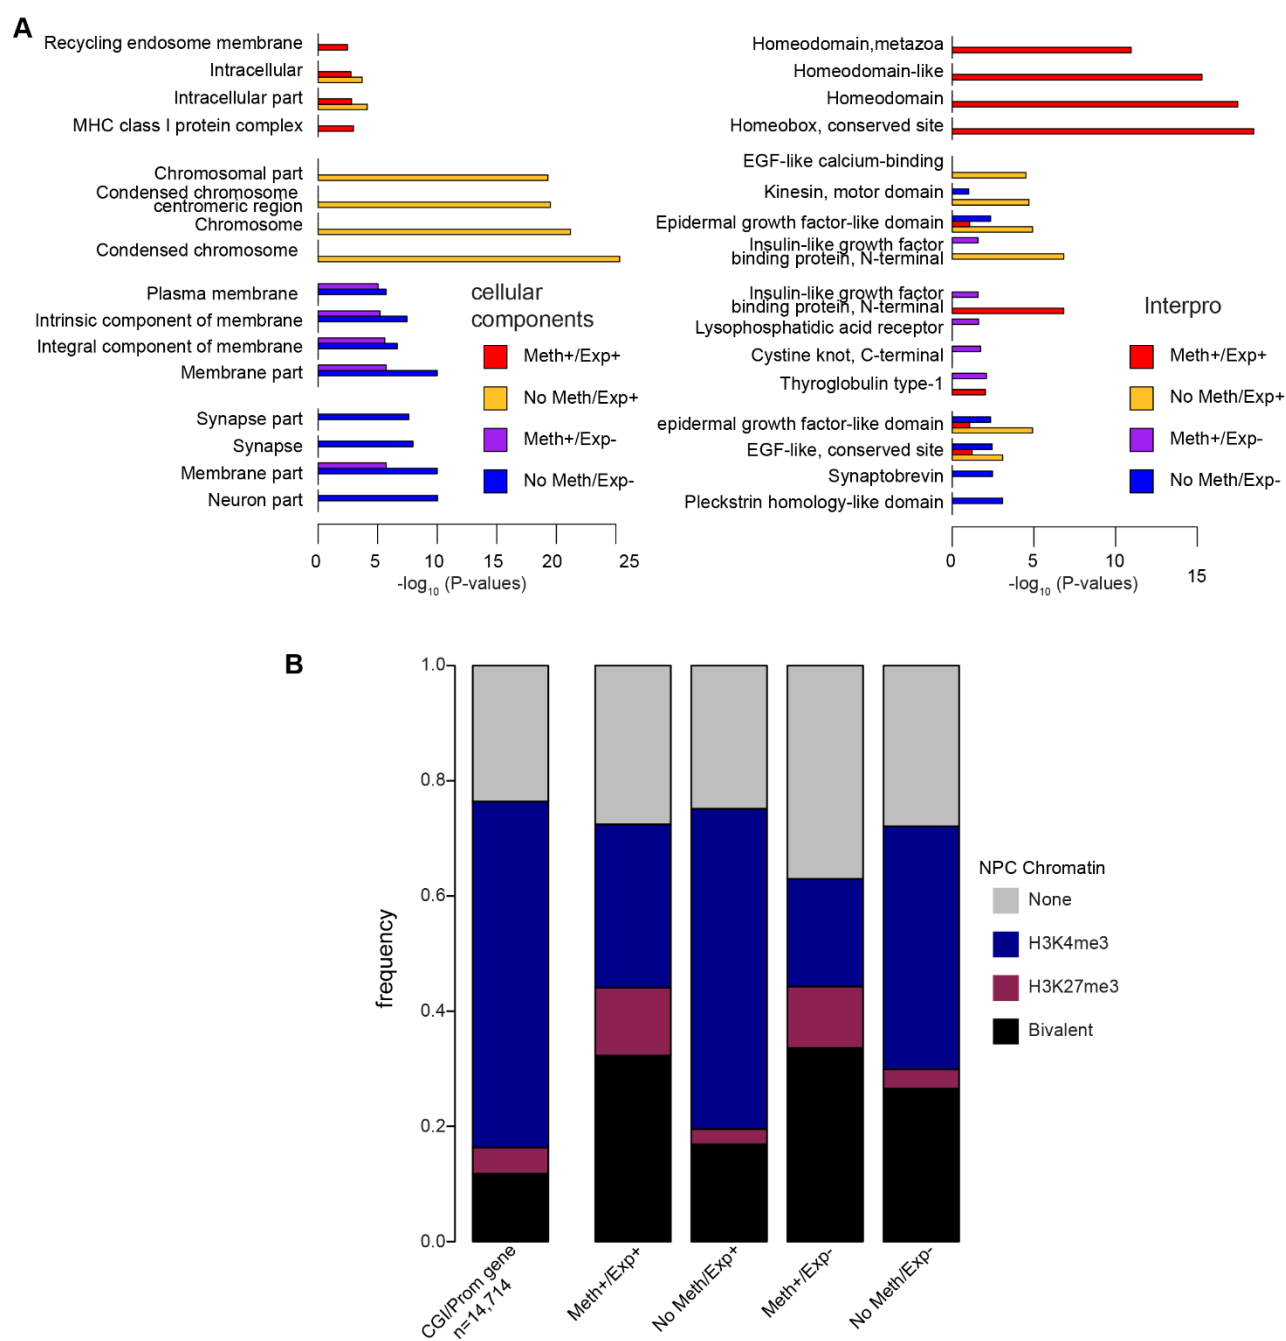 A
Recycling endosome membrane
Intracellular
Intracellular part
MHC class I protein complex
Chromosomal part
Condensed chromosome
centromeric region
Chromosome
Condensed chromosome
Plasma membrane
Intrinsic component of membrane
Integral component of membrane
Membrane part
Synapse part
Synapse
Membrane part
Neuron part
cellular
components
Meth+/Exp+
No Meth/Exp+
Meth+/Exp-
No Meth/Exp-
0 5 10 15 20 25
-log10 (P-values)
Homeodomain,metazoa
Homeodomain-like
Homeodomain
Homeobox, conserved site
EGF-like calcium-binding
Kinesin, motor domain
Epidermal growth factor-like domain
Insulin-like growth factor
binding protein, N-terminal
Insulin-like growth factor
binding protein, N-terminal
Lysophosphatidic acid receptor
Cystine knot, C-terminal
Thyroglobulin type-1
epidermal growth factor-like domain
EGF-like, conserved site
Synaptobrevin
Pleckstrin homology-like domain
Interpro
Meth+/Exp+
No Meth/Exp+
Meth+/Exp-
No Meth/Exp-
0 5 10 15
-log10 (P-values)
B
frequency
1.0
0.8
0.6
0.4
0.2
0.0
CGI/Prom gene
n=14,714
Meth+/Exp+
No Meth/Exp+
Meth+/Exp-
No Meth/Exp-
NPC Chromatin
None
H3K4me3
H3K27me3
Bivalent